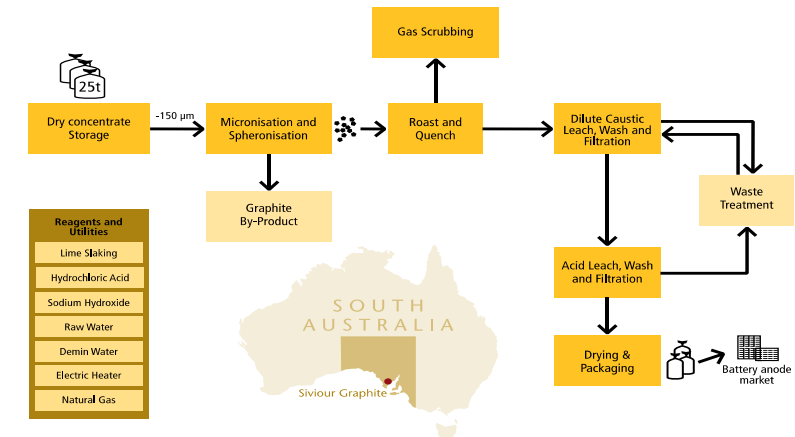 Gas Scrubbing
25t
Dry concentrate
Storage
-150 µm
Micronisation and
Spheronisation
Roast and
Quench
Dilute Caustic
Leach, Wash and
Filtration
Graphite
By-Product
Waste
Treatment
Reagents and
Utilities
Lime Slaking
Hydrochloric Acid
Sodium Hydroxide
Raw Water
Demin Water
Electric Heater
Natural Gas
SOUTH
AUSTRALIA
Siviour Graphite
Acid Leach, Wash
and Filtration
Drying &
Packaging
Battery anode
market